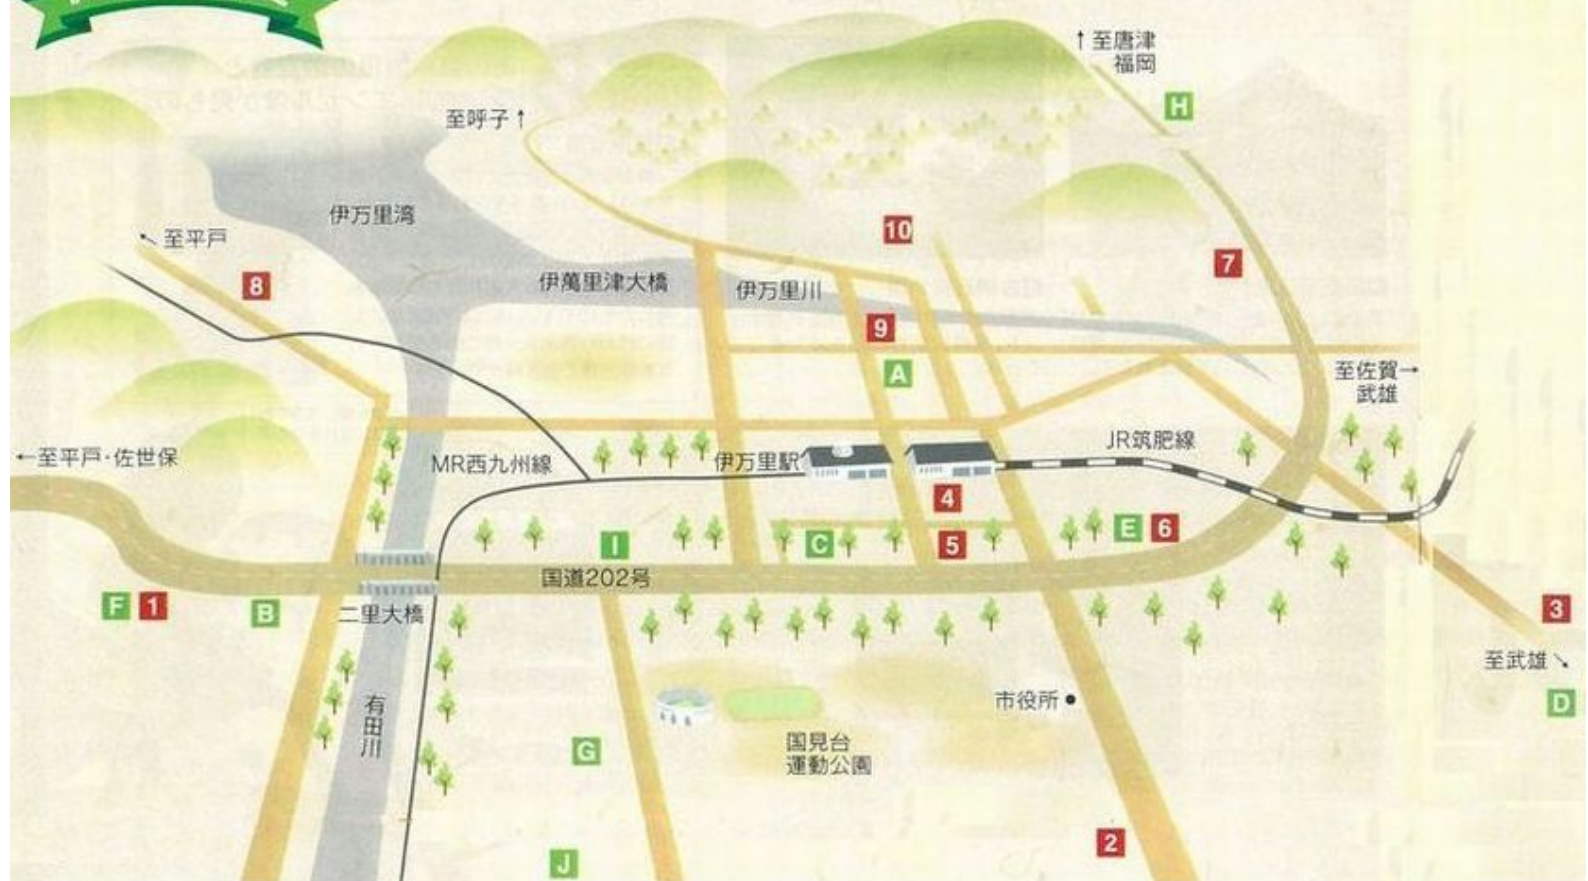 ↑至唐津
福岡
H
至呼子↑
伊万里湾
←至平戸
10
7
8
伊萬里津大橋
伊万里川
9
A
至佐賀→
武雄
←至平戸・佐世保
MR西九州線
伊万里駅
JR筑肥線
4
I
C
5
E
6
国道202号
F
1
B
二里大橋
3
至武雄↘
有田川
市役所●
D
G
国見台
運動公園
2
J